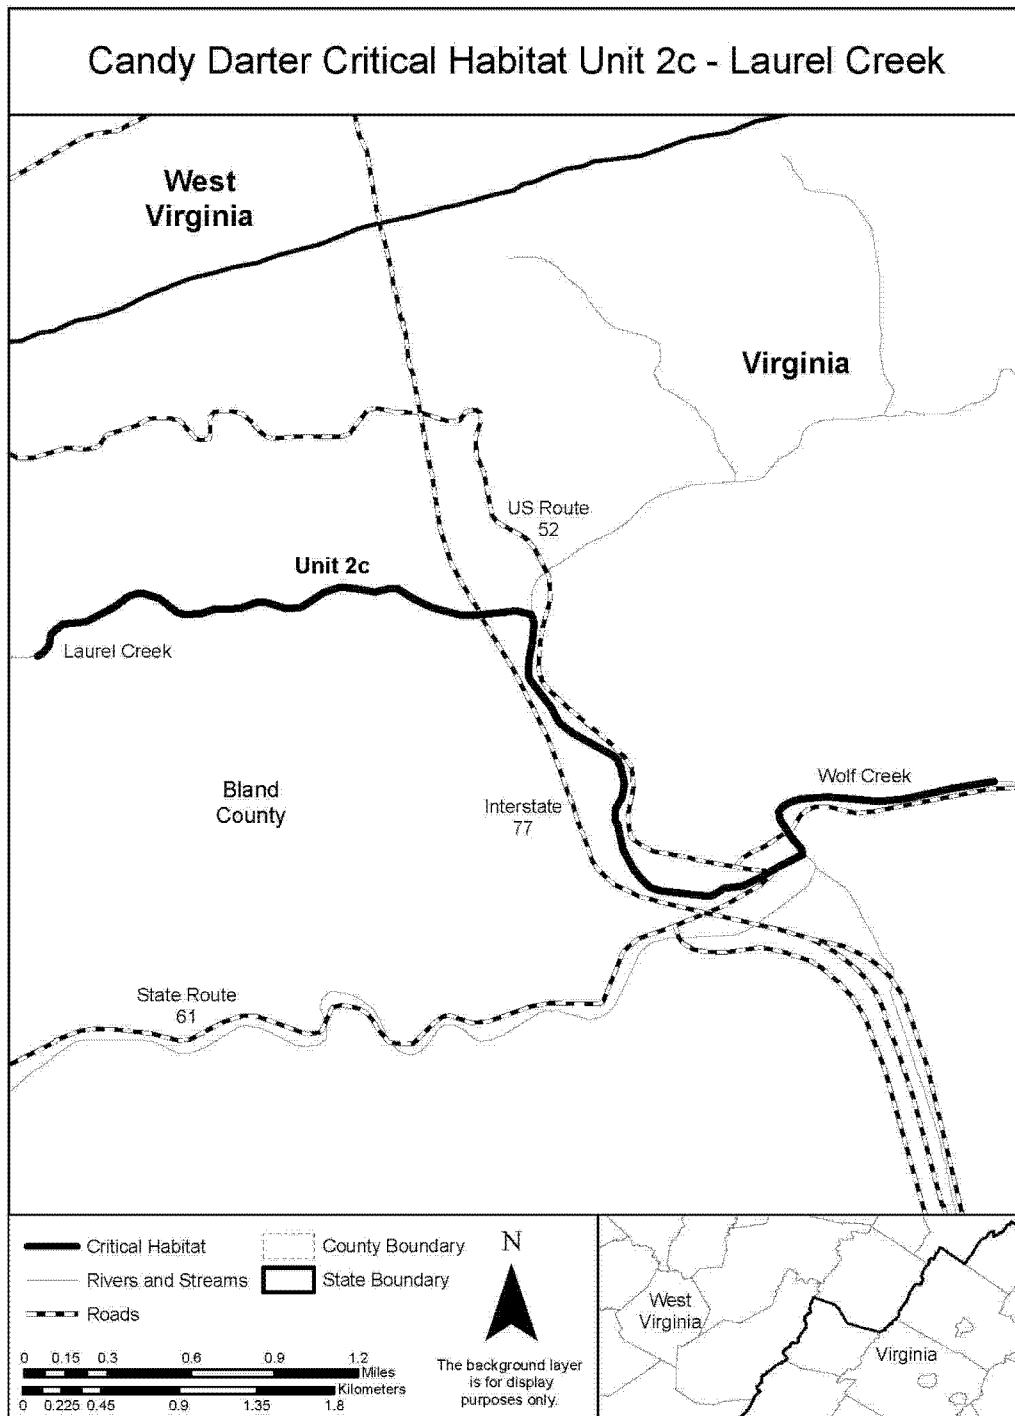 Candy Darter Critical Habitat Unit 2c - Laurel Creek
West
Virginia
Virginia
US Route
52
Unit 2c
Laurel Creek
Wolf Creek
Bland
County
Interstate
77
State Route
61
Critical Habitat
County Boundary
Rivers and Streams
State Boundary
Roads
N
0 0.15 0.3 0.6 0.9 1.2
Miles
Kilometers
0 0.225 0.45 0.9 1.35 1.8
The background layer
is for display
purposes only.
West
Virginia
Virginia